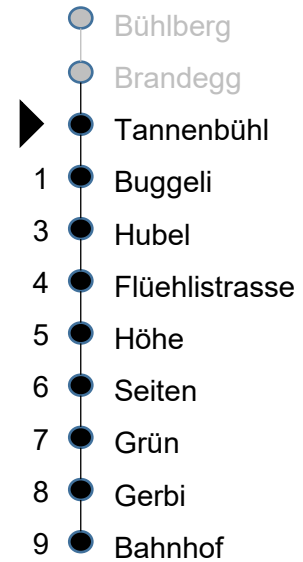 Bühlberg
Brandegg
Tannenbühl
1 Buggeli
3 Hubel
4 Flüehlistrasse
5 Höhe
6 Seiten
7 Grün
8 Gerbi
9 Bahnhof